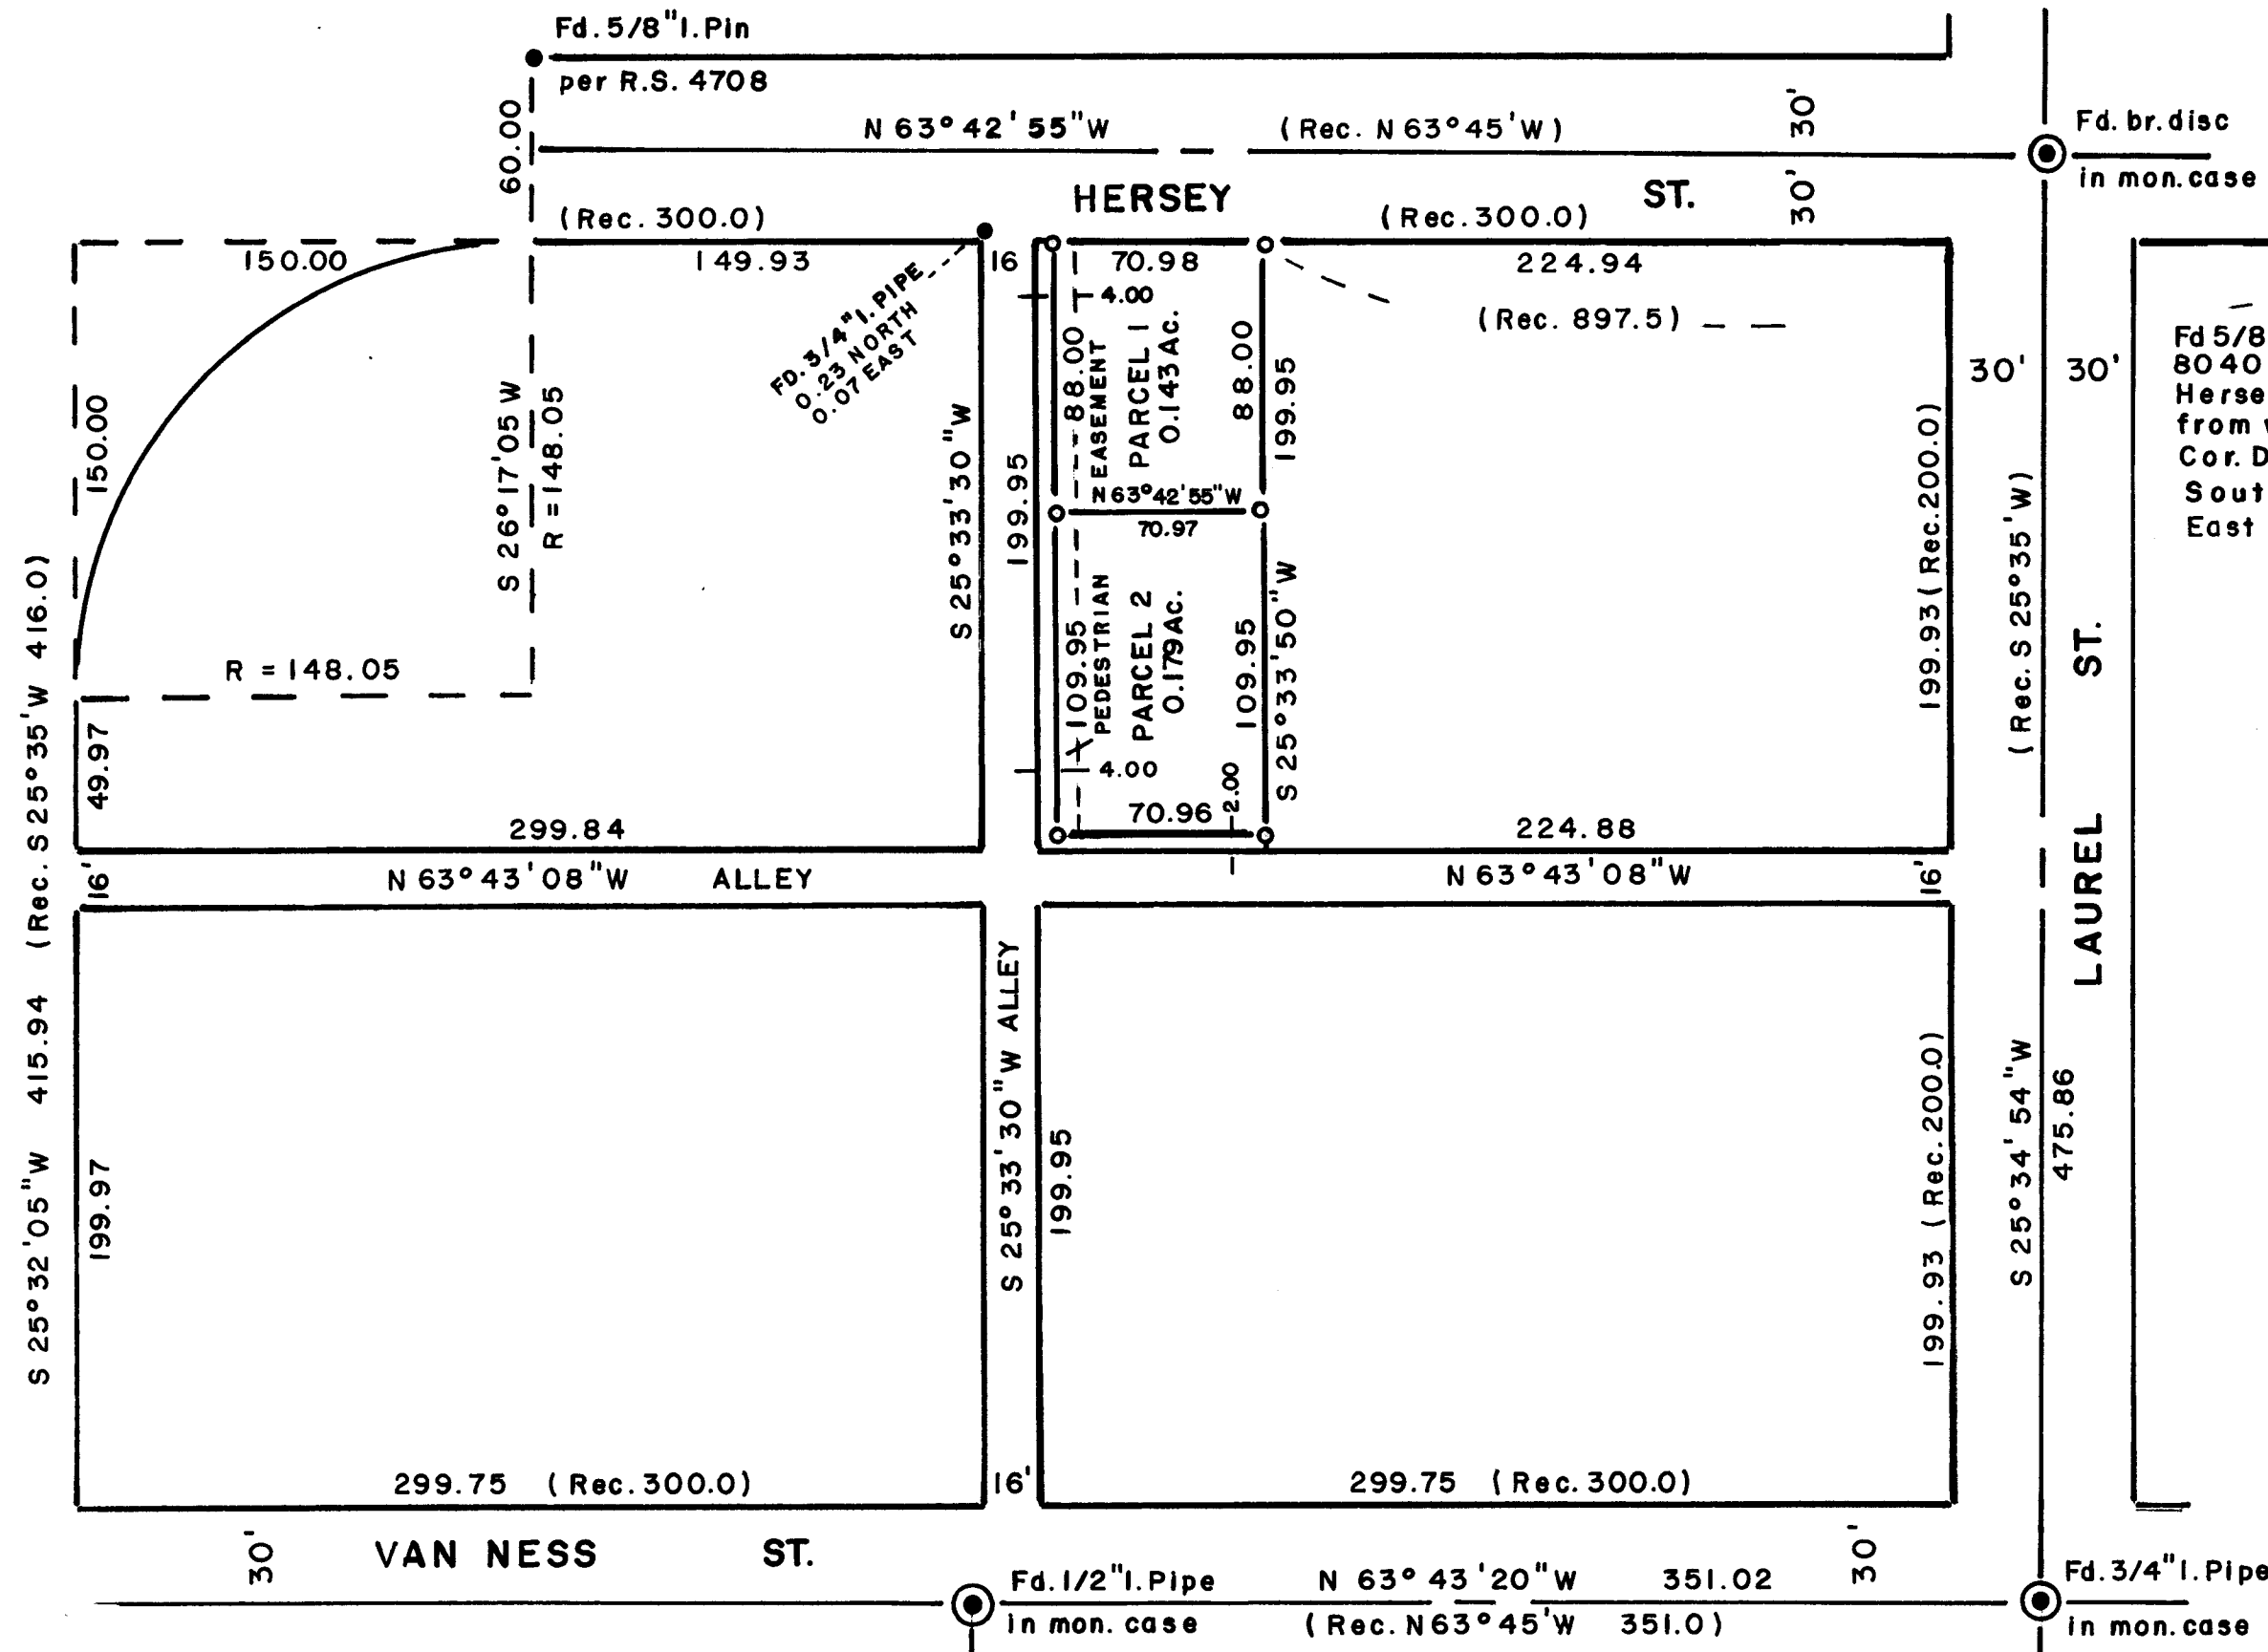 Fd. 5/8" I. Pin
per R.S. 4708
60.00
N 63° 42' 55" W
(Rec. N 63° 45' W)
30'
Fd. br. disc
in mon. case
HERSEY ST.
30'
(Rec. 300.0)
(Rec. 300.0)
150.00
149.93
16
70.98
224.94
FD. 3/4" I. PIPE
0.23 NORTH
0.07 EAST
4.00
(Rec. 897.5)
150.00
S 26° 17' 05 W
R = 148.05
S 25° 33' 30" W
199.95
88.00
EASEMENT
PARCEL 1
0.143 Ac.
88.00
199.95
N 63° 42' 55" W
70.97
199.93 (Rec. 200.0)
30'
30'
Fd 5/8
8040
Herse
from w
Cor. D
Sout
East
(Rec. S 25° 35' W)
R = 148.05
109.95
PEDESTRIAN
PARCEL 2
0.179 Ac.
109.95
S 25° 33' 50" W
4.00
70.96
2.00
49.97
299.84
224.88
16'
N 63° 43' 08" W ALLEY
N 63° 43' 08" W
16'
LAUREL ST.
S 25° 32' 05" W 415.94 (Rec. S 25° 35' W 416.0)
199.97
S 25° 33' 30" W ALLEY
199.95
199.93 (Rec. 200.0)
S 25° 34' 54" W
475.86
299.75 (Rec. 300.0)
16'
299.75 (Rec. 300.0)
30'
VAN NESS ST.
Fd. 1/2" I. Pipe
in mon. case
N 63° 43' 20" W 351.02
(Rec. N 63° 45' W 351.0)
30'
Fd. 3/4" I. Pipe
in mon. case